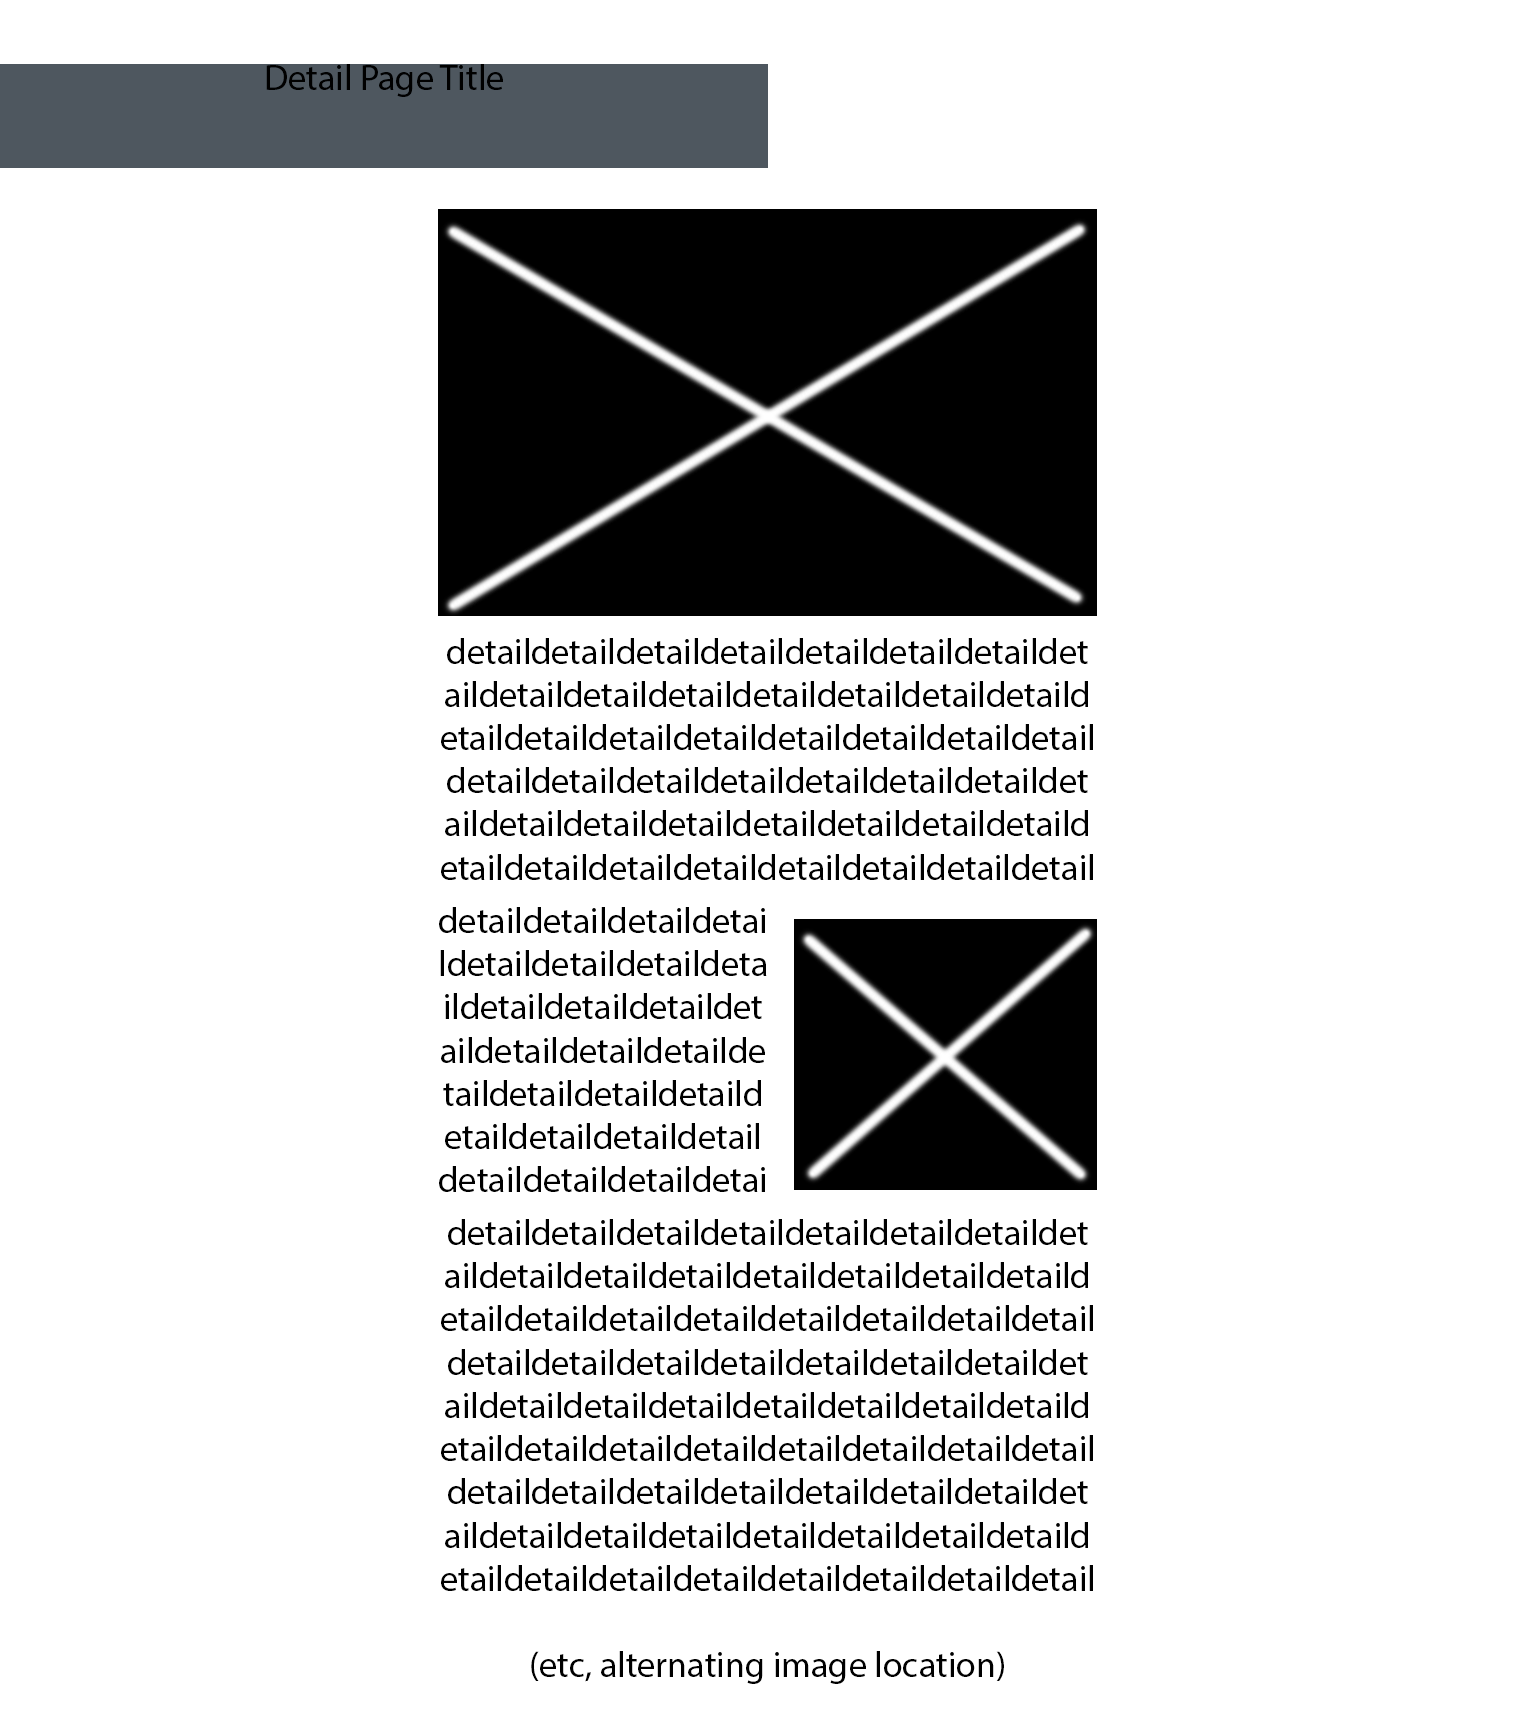 Detail Page Title
detaildetaildetaildetaildetaildetaildetaildet
aildetaildetaildetaildetaildetaildetaildetaild
etaildetaildetaildetaildetaildetaildetaildetail
detaildetaildetaildetaildetaildetaildetaildet
aildetaildetaildetaildetaildetaildetaildetaild
etaildetaildetaildetaildetaildetaildetaildetail
detaildetaildetaildetai
ldetaildetaildetaildeta
ildetaildetaildetaildet
aildetaildetaildetailde
taildetaildetaildetaild
etaildetaildetaildetail
detaildetaildetaildetai
detaildetaildetaildetaildetaildetaildetaildet
aildetaildetaildetaildetaildetaildetaildetaild
etaildetaildetaildetaildetaildetaildetaildetail
detaildetaildetaildetaildetaildetaildetaildet
aildetaildetaildetaildetaildetaildetaildetaild
etaildetaildetaildetaildetaildetaildetaildetail
detaildetaildetaildetaildetaildetaildetaildet
aildetaildetaildetaildetaildetaildetaildetaild
etaildetaildetaildetaildetaildetaildetaildetail
(etc, alternating image location)